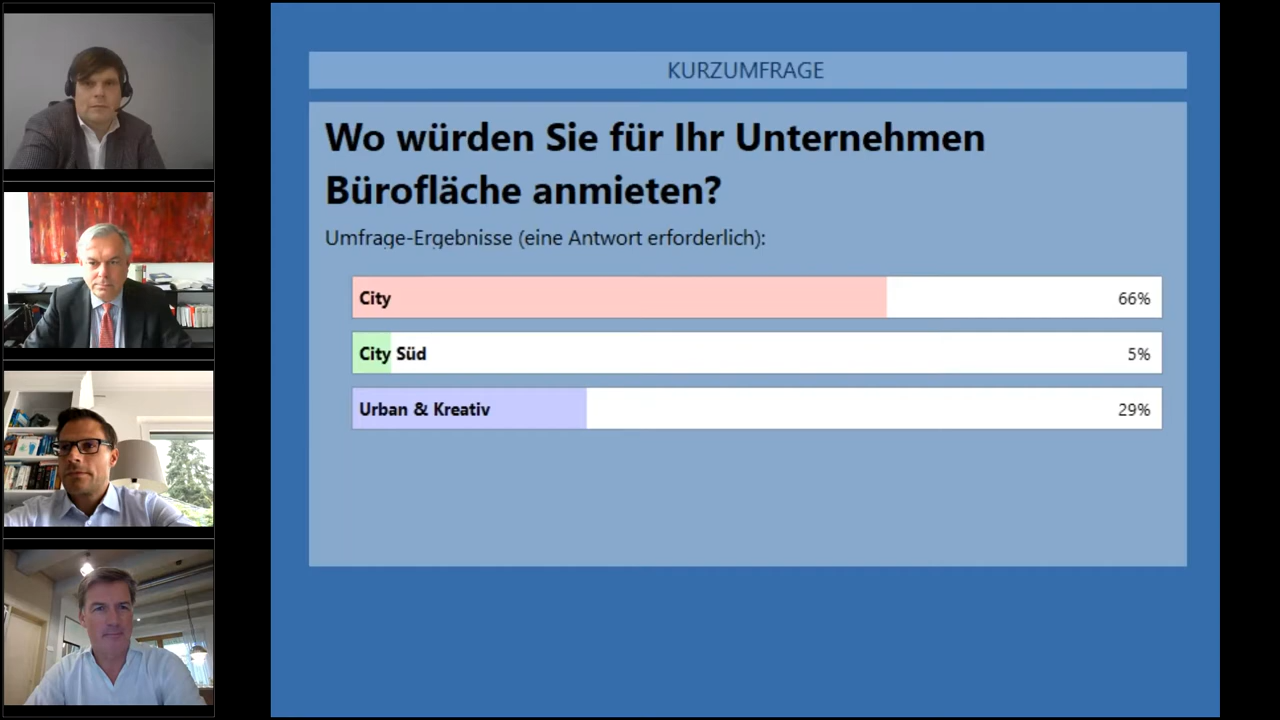 KURZUMFRAGE
Wo würden Sie für Ihr Unternehmen
Bürofläche anmieten?
Umfrage-Ergebnisse (eine Antwort erforderlich):
City 66%
City Süd 5%
Urban & Kreativ 29%